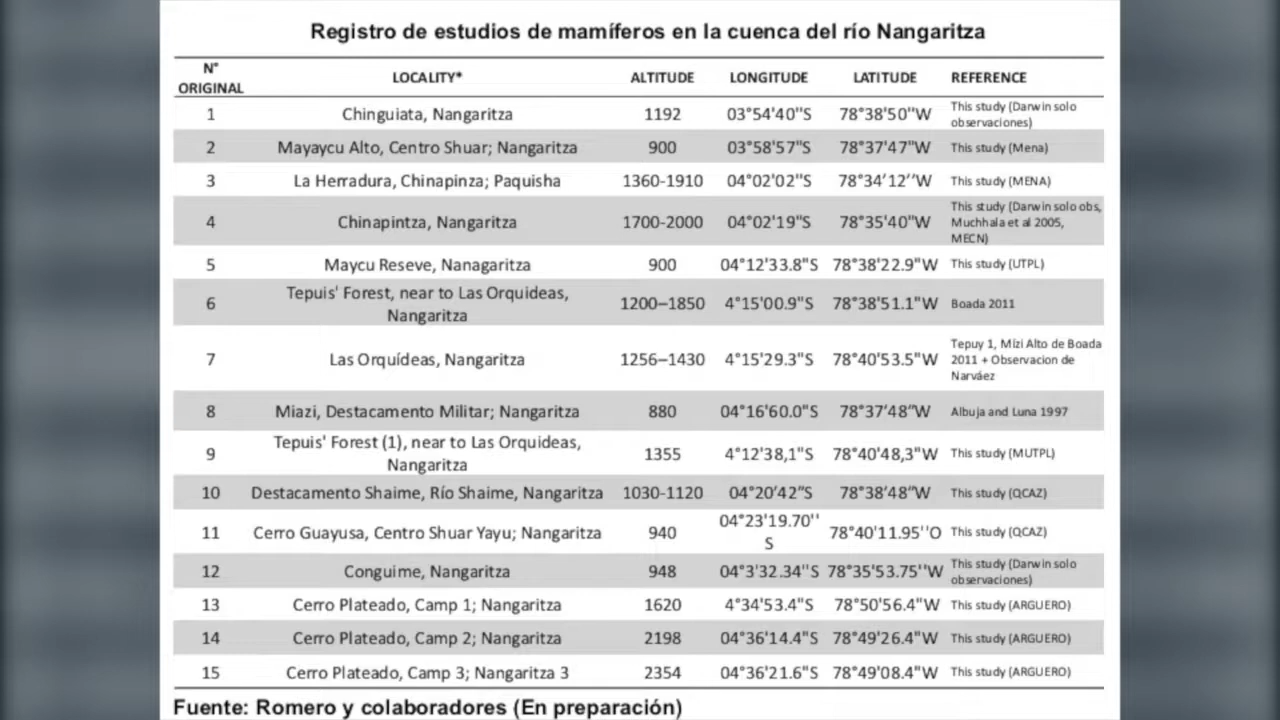 Registro de estudios de mamíferos en la cuenca del río Nangaritza
N° ORIGINAL LOCALITY* ALTITUDE LONGITUDE LATITUDE REFERENCE
1 Chinguiata, Nangaritza 1192 03°54'40"S 78°38'50"W This study (Darwin solo observaciones)
2 Mayaycu Alto, Centro Shuar; Nangaritza 900 03°58'57"S 78°37'47"W This study (Mena)
3 La Herradura, Chinapinza; Paquisha 1360-1910 04°02'02"S 78°34’12’’W This study (MENA)
4 Chinapintza, Nangaritza 1700-2000 04°02'19"S 78°35'40"W This study (Darwin solo obs, Muchhala et al 2005, MECN)
5 Maycu Reseve, Nanagaritza 900 04°12'33.8"S 78°38'22.9"W This study (UTPL)
6 Tepuis' Forest, near to Las Orquideas, Nangaritza 1200–1850 4°15'00.9"S 78°38'51.1"W Boada 2011
7 Las Orquídeas, Nangaritza 1256–1430 4°15'29.3"S 78°40'53.5"W Tepuy 1, Mízi Alto de Boada 2011 + Observacion de Narváez
8 Miazi, Destacamento Militar; Nangaritza 880 04°16'60.0"S 78°37’48”W Albuja and Luna 1997
9 Tepuis' Forest (1), near to Las Orquideas, Nangaritza 1355 4°12'38,1"S 78°40'48,3"W This study (MUTPL)
10 Destacamento Shaime, Río Shaime, Nangaritza 1030-1120 04°20’42”S 78°38’48”W This study (QCAZ)
11 Cerro Guayusa, Centro Shuar Yayu; Nangaritza 940 04°23'19.70'' S 78°40'11.95''O This study (QCAZ)
12 Conguime, Nangaritza 948 04°3'32.34''S 78°35'53.75''W This study (Darwin solo observaciones)
13 Cerro Plateado, Camp 1; Nangaritza 1620 4°34'53.4"S 78°50'56.4"W This study (ARGUERO)
14 Cerro Plateado, Camp 2; Nangaritza 2198 04°36'14.4"S 78°49'26.4"W This study (ARGUERO)
15 Cerro Plateado, Camp 3; Nangaritza 3 2354 04°36'21.6"S 78°49'08.4"W This study (ARGUERO)
Fuente: Romero y colaboradores (En preparación)